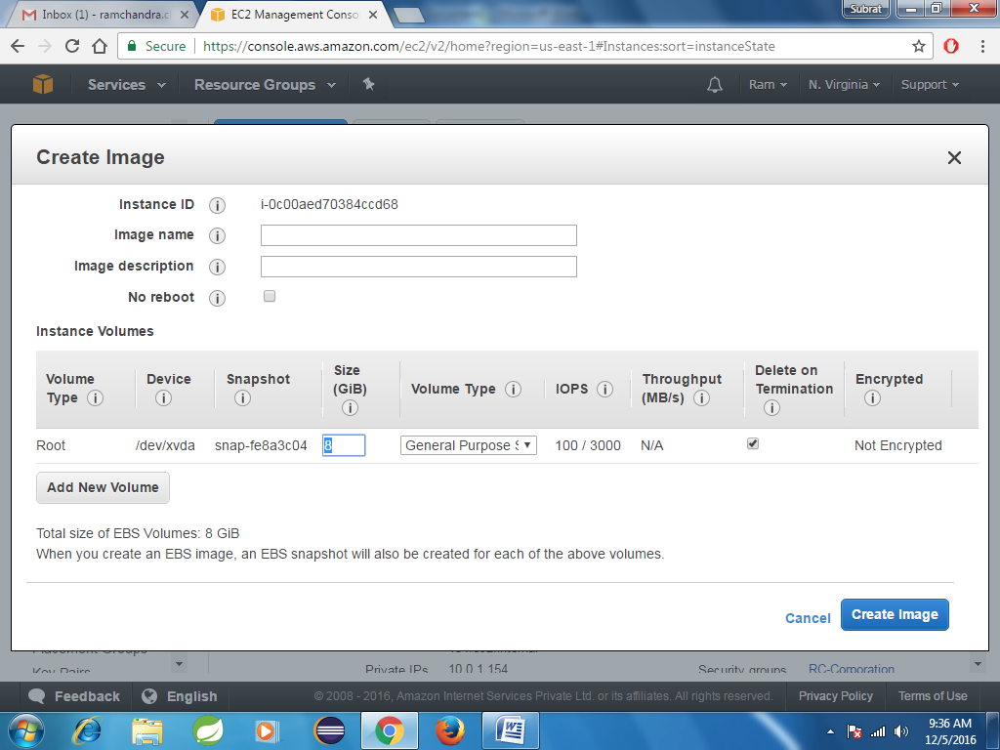 Inbox (1) - ramchandra.c
EC2 Management Conso
Subrat
Secure
https://console.aws.amazon.com/ec2/v2/home?region=us-east-1#Instances:sort=instanceState
Services
Resource Groups
Ram
N. Virginia
Support
Create Image
Instance ID
i-0c00aed70384ccd68
Image name
Image description
No reboot
Instance Volumes
Volume Type
Device
Snapshot
Size (GiB)
Volume Type
IOPS
Throughput (MB/s)
Delete on Termination
Encrypted
Root
/dev/xvda
snap-fe8a3c04
8
General Purpose S
100 / 3000
N/A
Not Encrypted
Add New Volume
Total size of EBS Volumes: 8 GiB
When you create an EBS image, an EBS snapshot will also be created for each of the above volumes.
Cancel
Create Image
Placement Groups
Key Pairs
Private IPs
10.0.1.154
Security groups
RC-Corporation
Feedback
English
© 2008 - 2016, Amazon Internet Services Private Ltd. or its affiliates. All rights reserved.
Privacy Policy
Terms of Use
9:36 AM
12/5/2016